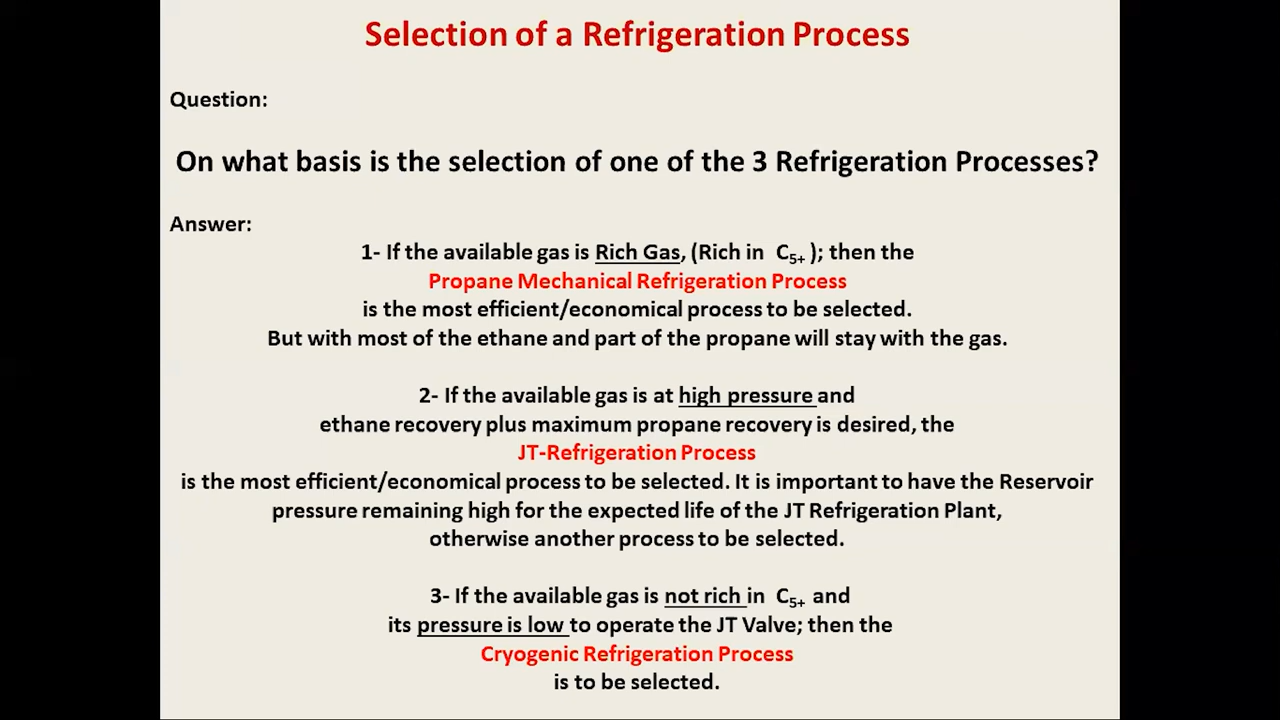 Selection of a Refrigeration Process
Question:
On what basis is the selection of one of the 3 Refrigeration Processes?
Answer:
1- If the available gas is Rich Gas, (Rich in C5+ ); then the
Propane Mechanical Refrigeration Process
is the most efficient/economical process to be selected.
But with most of the ethane and part of the propane will stay with the gas.
2- If the available gas is at high pressure and
ethane recovery plus maximum propane recovery is desired, the
JT-Refrigeration Process
is the most efficient/economical process to be selected. It is important to have the Reservoir
pressure remaining high for the expected life of the JT Refrigeration Plant,
otherwise another process to be selected.
3- If the available gas is not rich in C5+ and
its pressure is low to operate the JT Valve; then the
Cryogenic Refrigeration Process
is to be selected.